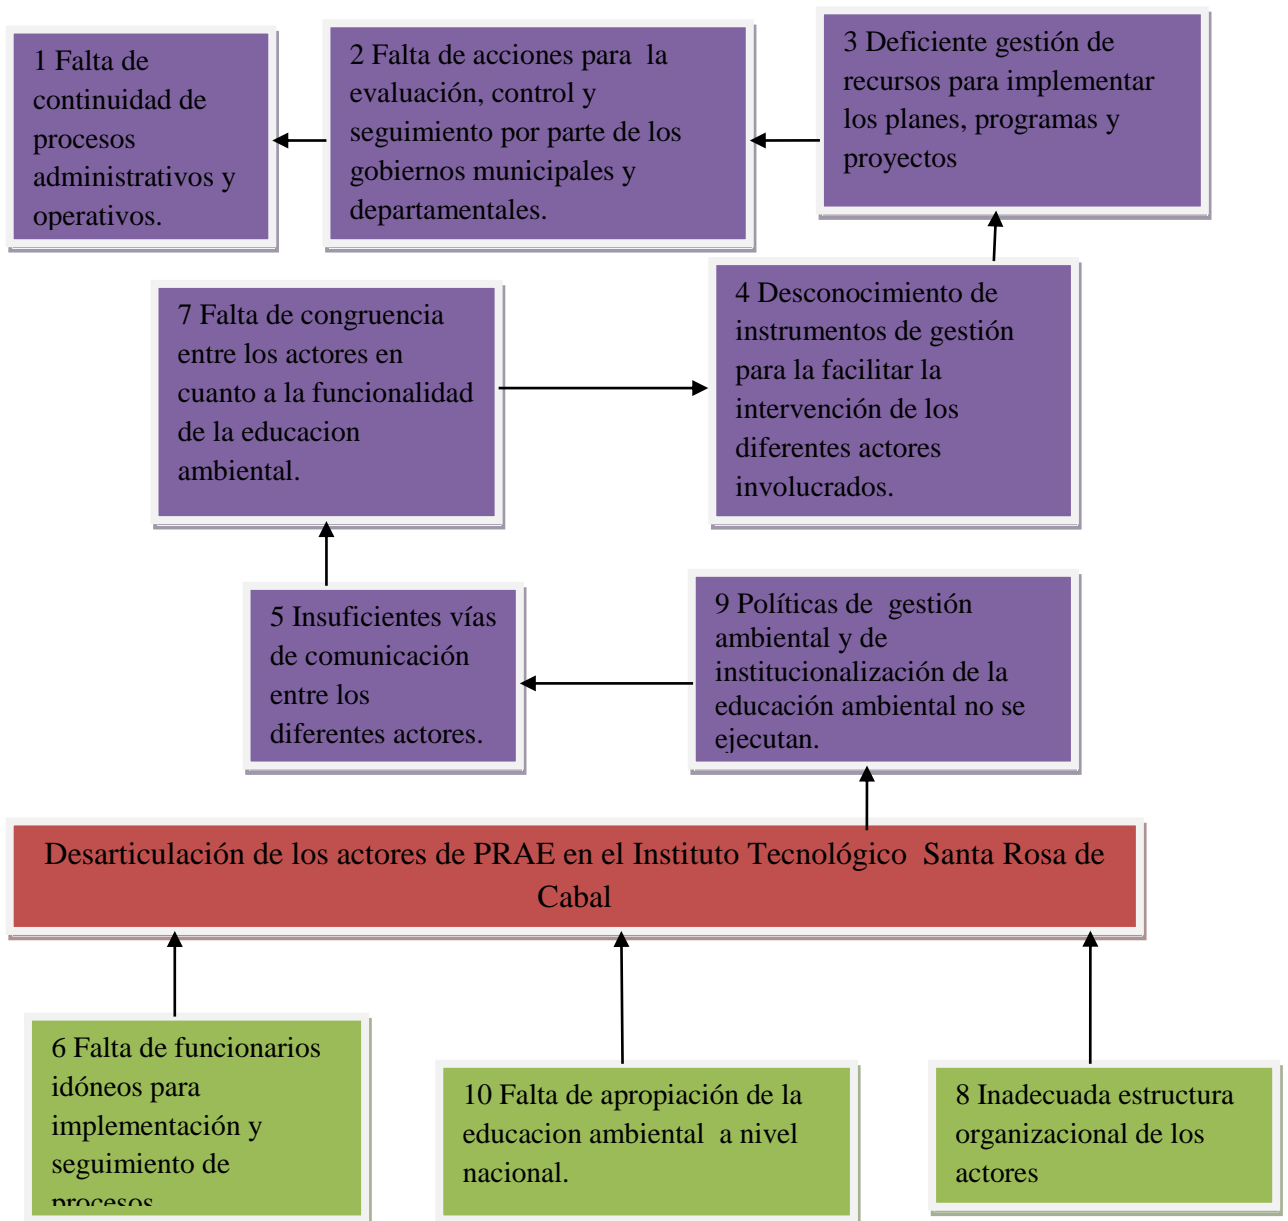 1 Falta de
continuidad de
procesos
administrativos y
operativos.
2 Falta de acciones para  la
evaluación, control y
seguimiento por parte de los
gobiernos municipales y
departamentales.
3 Deficiente gestión de
recursos para implementar
los planes, programas y
proyectos
7 Falta de congruencia
entre los actores en
cuanto a la funcionalidad
de la educacion
ambiental.
4 Desconocimiento de
instrumentos de gestión
para la facilitar la
intervención de los
diferentes actores
involucrados.
5 Insuficientes vías
de comunicación
entre los
diferentes actores.
9 Políticas de  gestión
ambiental y de
institucionalización de la
educación ambiental no se
ejecutan.
Desarticulación de los actores de PRAE en el Instituto Tecnológico  Santa Rosa de
Cabal
6 Falta de funcionarios
idóneos para
implementación y
seguimiento de
procesos
10 Falta de apropiación de la
educacion ambiental  a nivel
nacional.
8 Inadecuada estructura
organizacional de los
actores